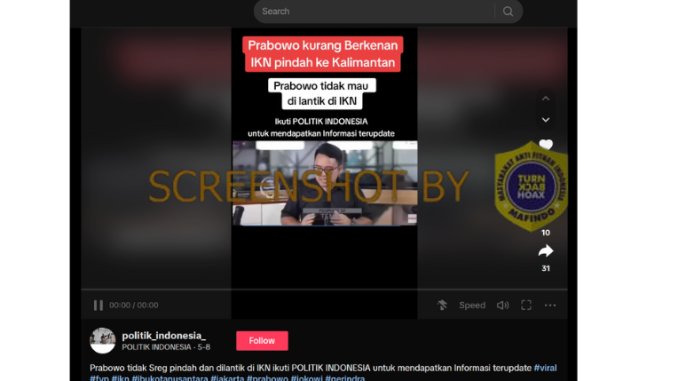 Search
Prabowo kurang Berkenan
IKN pindah ke Kalimantan
Prabowo tidak mau
di lantik di IKN
Ikuti POLITIK INDONESIA
untuk mendapatkan Informasi terupdate
SCREENSHOT BY
MASYARAKAT ANTI FITNAH INDONESIA
TURN
BACK
HOAX
MAFINDO
10
31
00:00 / 00:00
Speed
politik_indonesia_
POLITIK INDONESIA · 5-8
Follow
Prabowo tidak Sreg pindah dan dilantik di IKN ikuti POLITIK INDONESIA untuk mendapatkan Informasi terupdate #viral
#fyp #ikn #ibukotanusantara #jakarta #prabowo #jokowi #gerindra